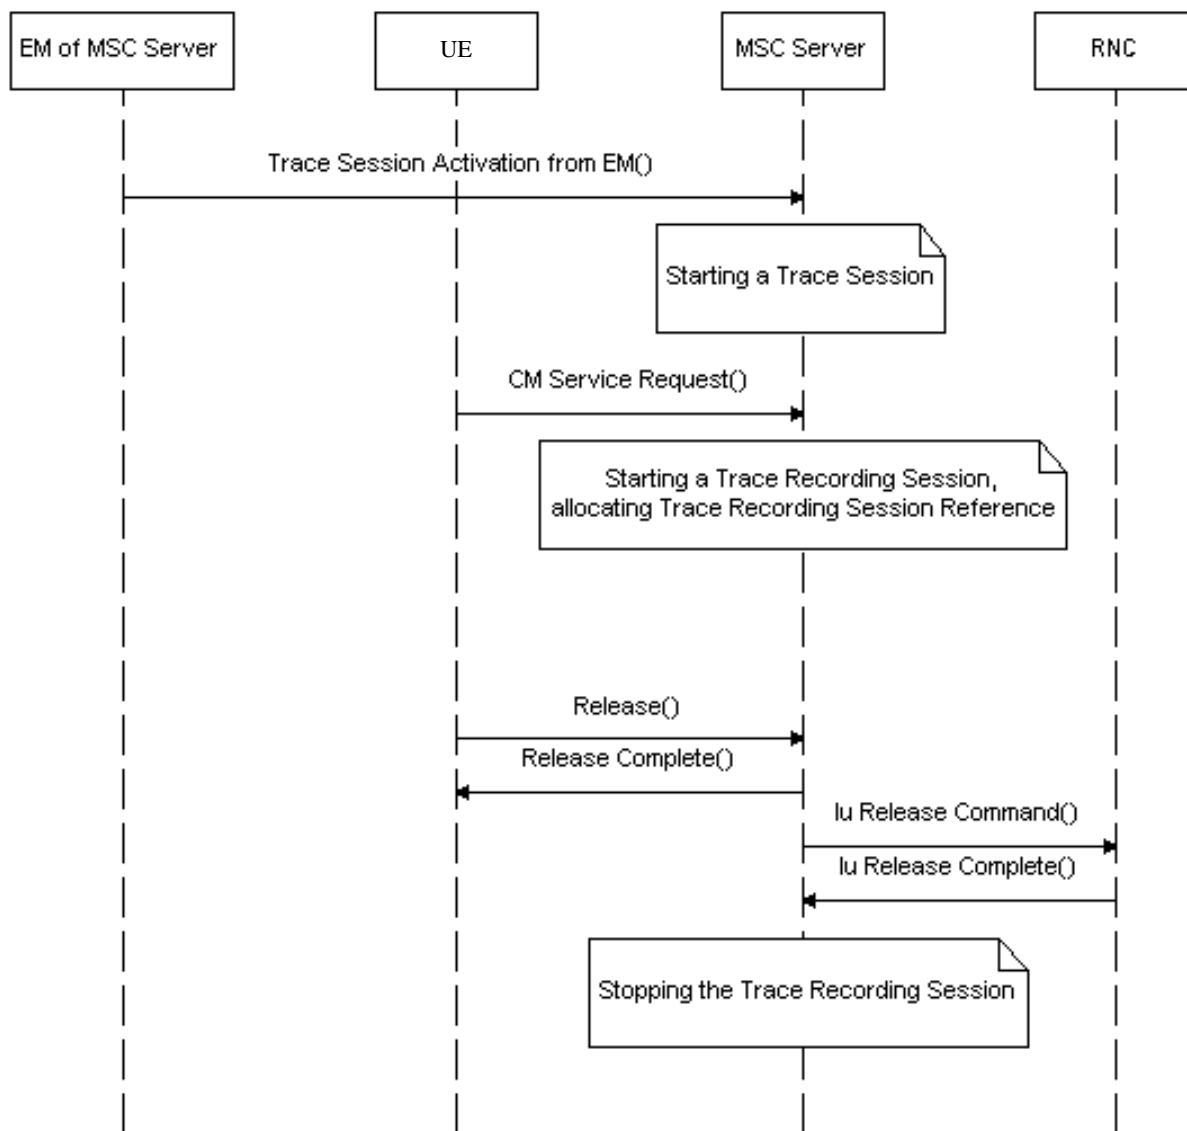 EM of MSC Server
UE
MSC Server
RNC
Trace Session Activation from EM()
Starting a Trace Session
CM Service Request()
Starting a Trace Recording Session,
allocating Trace Recording Session Reference
Release()
Release Complete()
Iu Release Command()
Iu Release Complete()
Stopping the Trace Recording Session